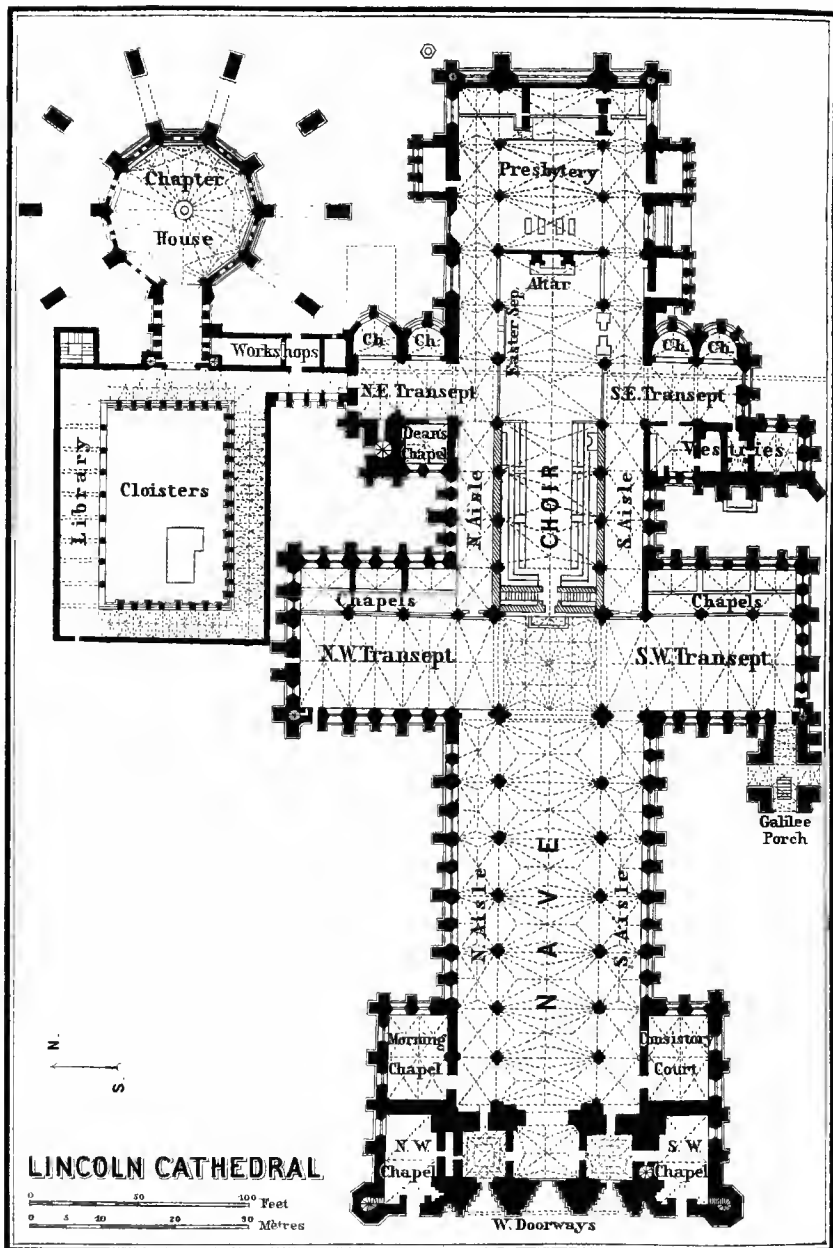 Chapter
House
Presbytery
Altar
Easter Sep.
Ch.
Ch.
Ch.
Ch.
Workshops
N.E. Transept
S.E. Transept
Dean's
Chapel
Vestries
Library
Cloisters
N. Aisle
CHOIR
S. Aisle
Chapels
Chapels
N.W. Transept
S.W. Transept
Galilee
Porch
N. Aisle
NAVE
S. Aisle
Morning
Chapel
Consistory
Court
N.
S
N.W.
Chapel
S.W.
Chapel
LINCOLN CATHEDRAL
0 50 100 Feet
0 5 10 20 30 Mètres
W. Doorways